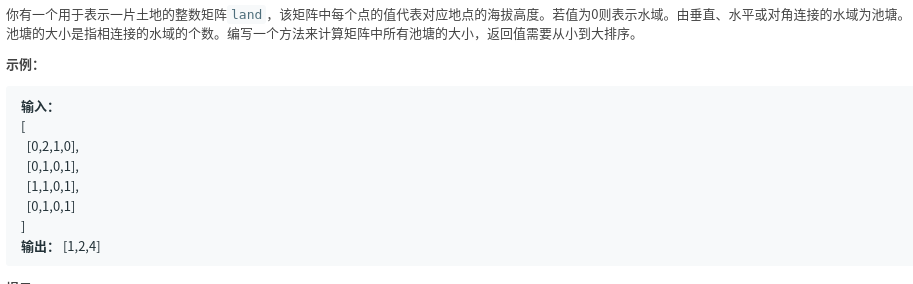 你有一个用于表示一片土地的整数矩阵 land ，该矩阵中每个点的值代表对应地点的海拔高度。若值为0则表示水域。由垂直、水平或对角连接的水域为池塘。
池塘的大小是指相连接的水域的个数。编写一个方法来计算矩阵中所有池塘的大小，返回值需要从小到大排序。
示例：
输入：
[
[0,2,1,0],
[0,1,0,1],
[1,1,0,1],
[0,1,0,1]
]
输出： [1,2,4]